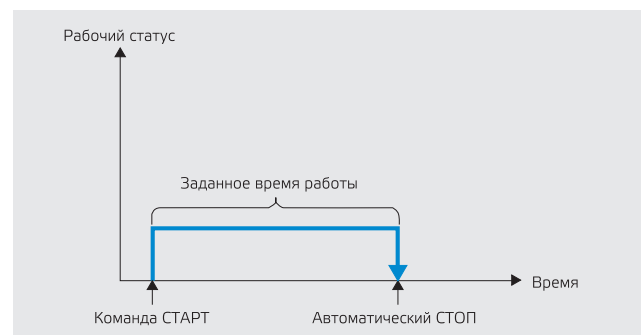 Рабочий статус
Заданное время работы
Время
Команда СТАРТ
Автоматический СТОП